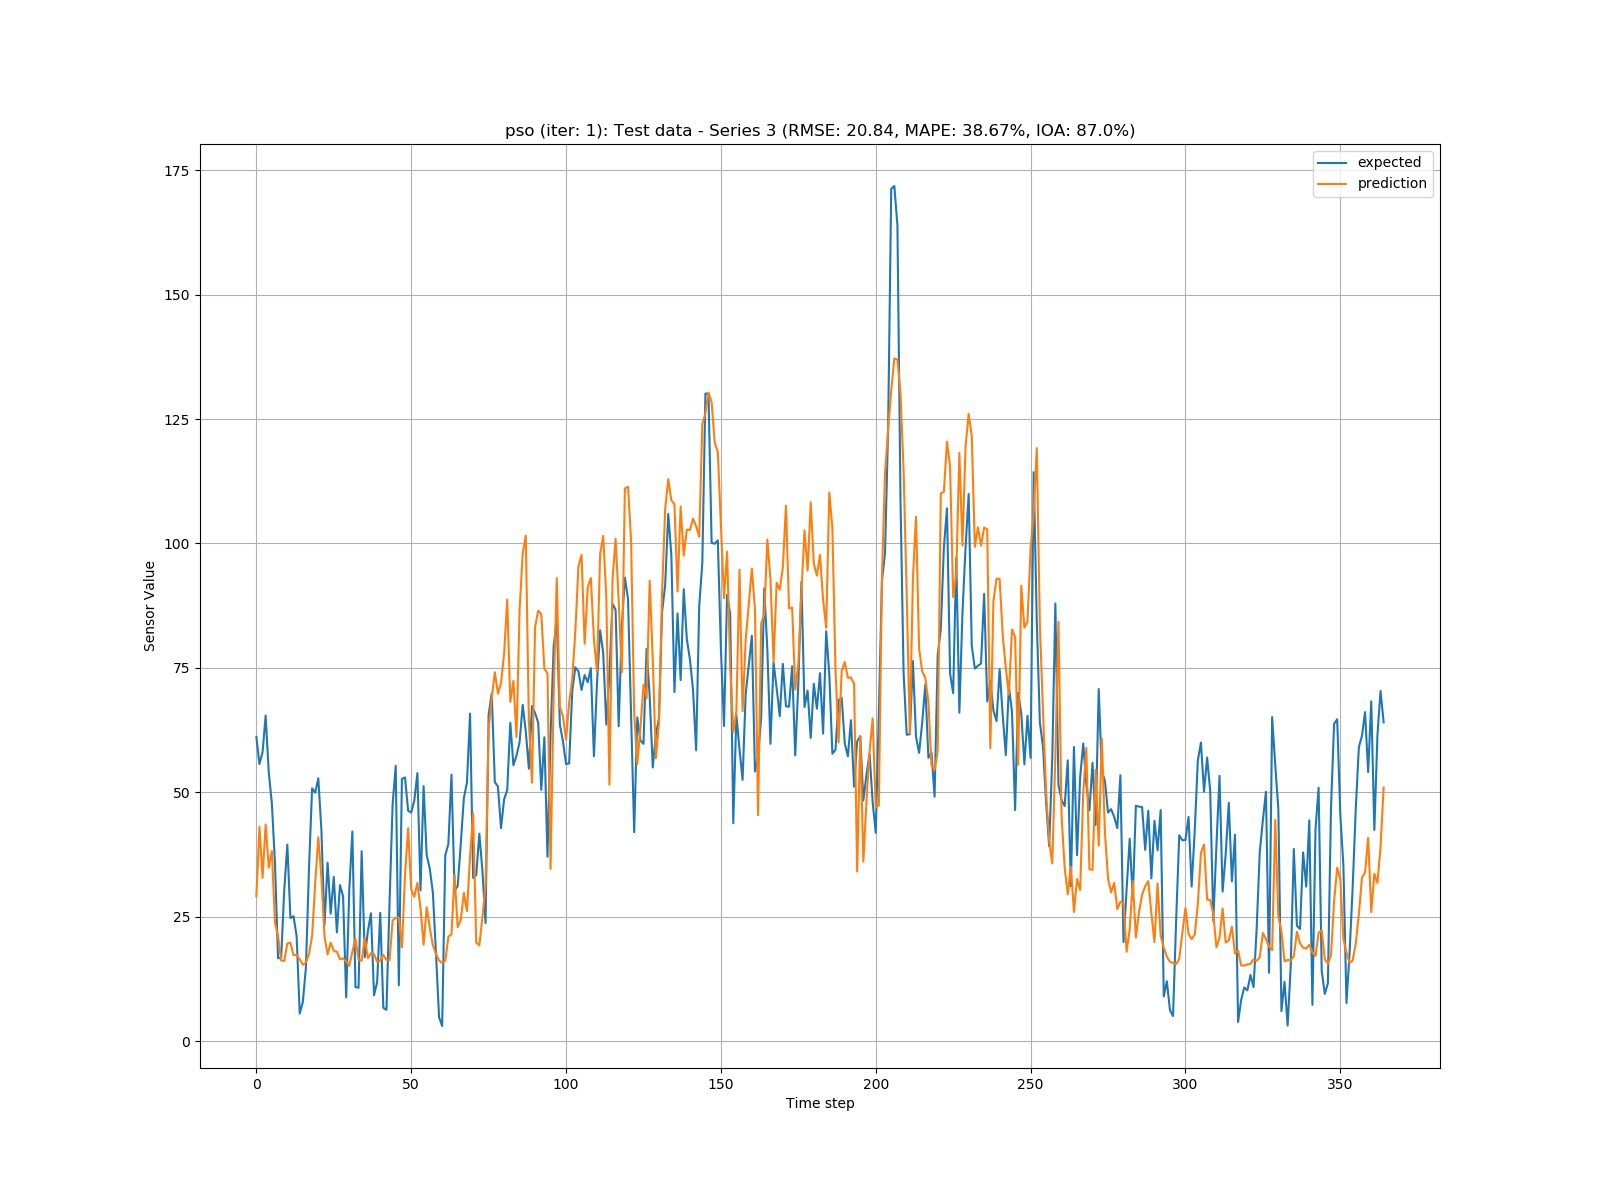 pso (iter: 1): Test data - Series 3 (RMSE: 20.84, MAPE: 38.67%, IOA: 87.0%)
expected
prediction
175
150
125
100
75
50
25
0
Sensor Value
0 50 100 150 200 250 300 350
Time step